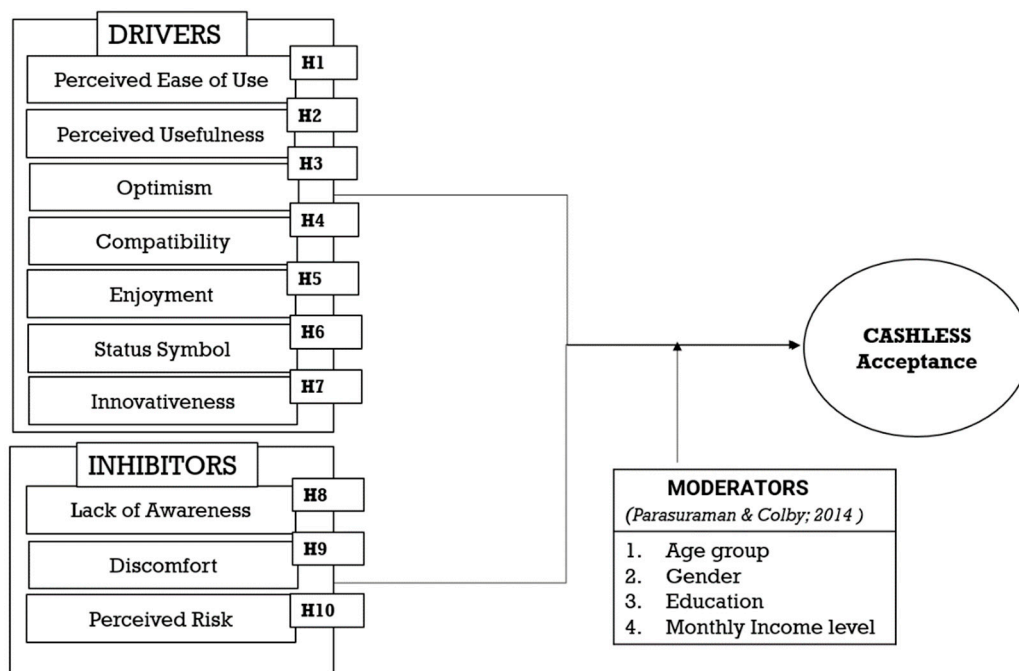 DRIVERS
H1
Perceived Ease of Use
H2
Perceived Usefulness
H3
Optimism
H4
Compatibility
H5
Enjoyment
H6
Status Symbol
H7
Innovativeness
INHIBITORS
H8
Lack of Awareness
H9
Discomfort
H10
Perceived Risk
CASHLESS
Acceptance
MODERATORS
(Parasuraman & Colby; 2014 )
1. Age group
2. Gender
3. Education
4. Monthly Income level